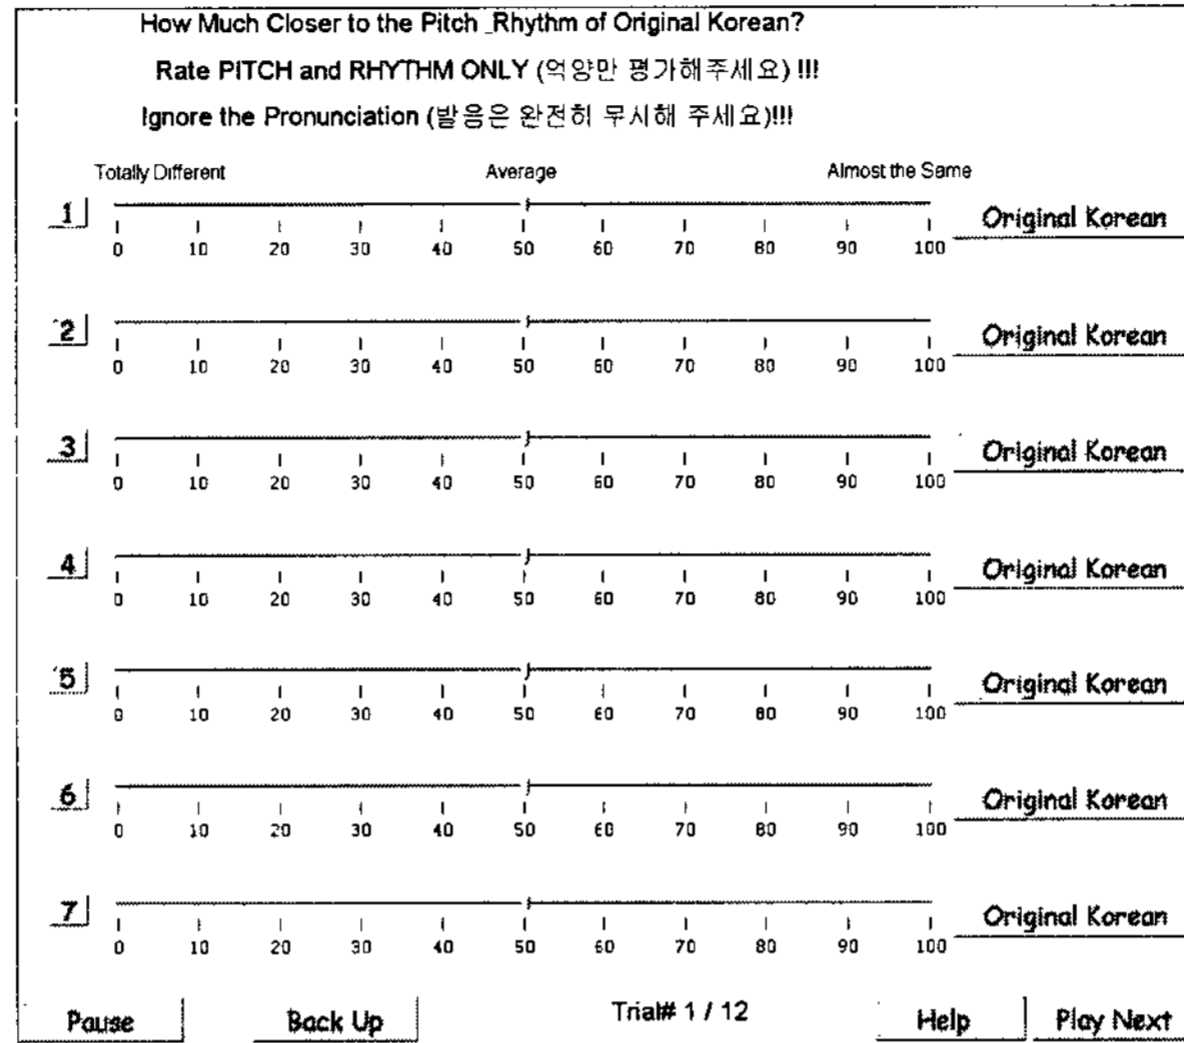 How Much Closer to the Pitch _Rhythm of Original Korean?
Rate PITCH and RHYTHM ONLY (억양만 평가해주세요) !!!
Ignore the Pronunciation (발음은 완전히 무시해 주세요)!!!
Totally Different Average Almost the Same
1 Original Korean
0 10 20 30 40 50 60 70 80 90 100
2 Original Korean
0 10 20 30 40 50 60 70 80 90 100
3 Original Korean
0 10 20 30 40 50 60 70 80 90 100
4 Original Korean
0 10 20 30 40 50 60 70 80 90 100
5 Original Korean
0 10 20 30 40 50 60 70 80 90 100
6 Original Korean
0 10 20 30 40 50 60 70 80 90 100
7 Original Korean
0 10 20 30 40 50 60 70 80 90 100
Pause Back Up Trial# 1 / 12 Help Play Next